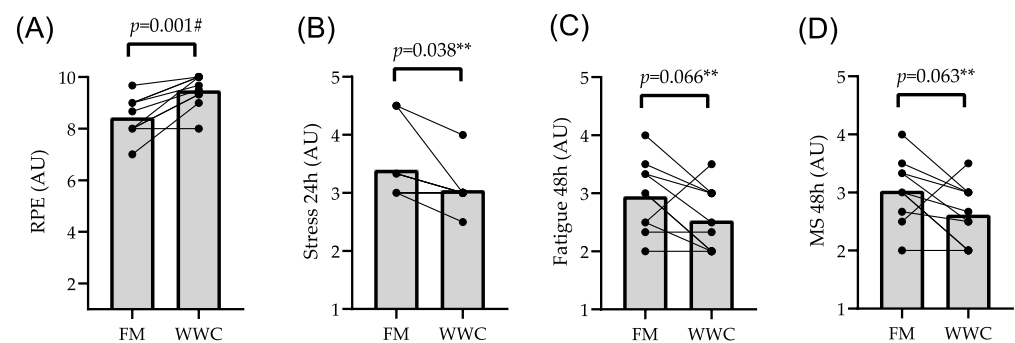 (A)
p=0.001#
RPE (AU)
10
8
6
4
2
FM WWC
(B)
p=0.038**
Stress 24h (AU)
5
4
3
2
1
FM WWC
(C)
p=0.066**
Fatigue 48h (AU)
5
4
3
2
1
FM WWC
(D)
p=0.063**
MS 48h (AU)
5
4
3
2
1
FM WWC